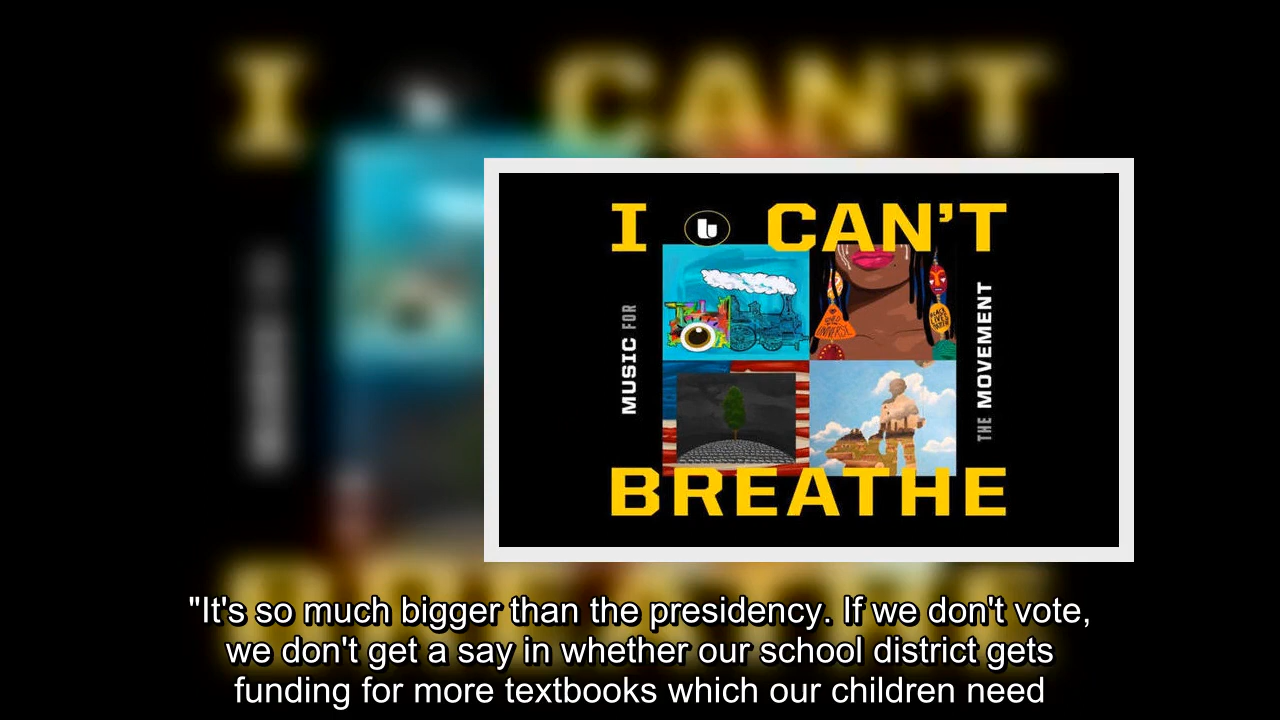 I CAN'T
MUSIC FOR
THE MOVEMENT
BREATHE
"It's so much bigger than the presidency. If we don't vote,
we don't get a say in whether our school district gets
funding for more textbooks which our children need